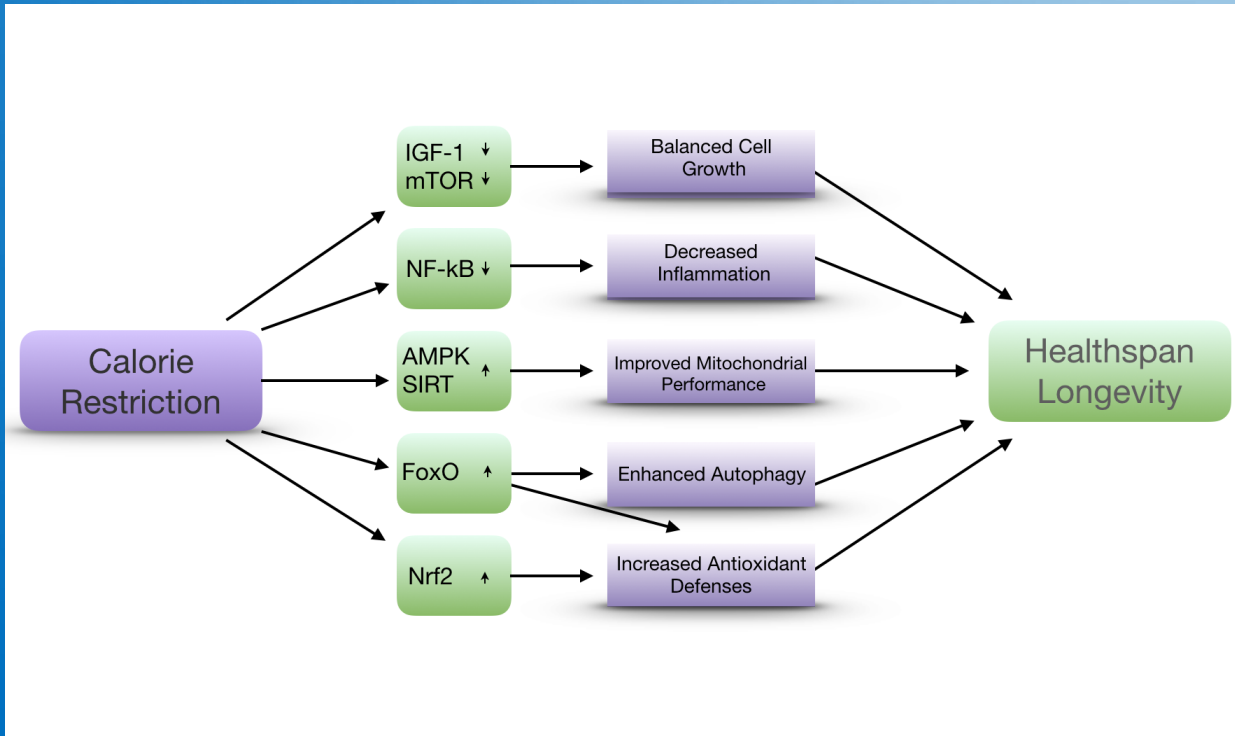 Calorie
Restriction
IGF-1 ↓
mTOR ↓
NF-kB ↓
AMPK
SIRT ↑
FoxO ↑
Nrf2 ↑
Balanced Cell
Growth
Decreased
Inflammation
Improved Mitochondrial
Performance
Enhanced Autophagy
Increased Antioxidant
Defenses
Healthspan
Longevity